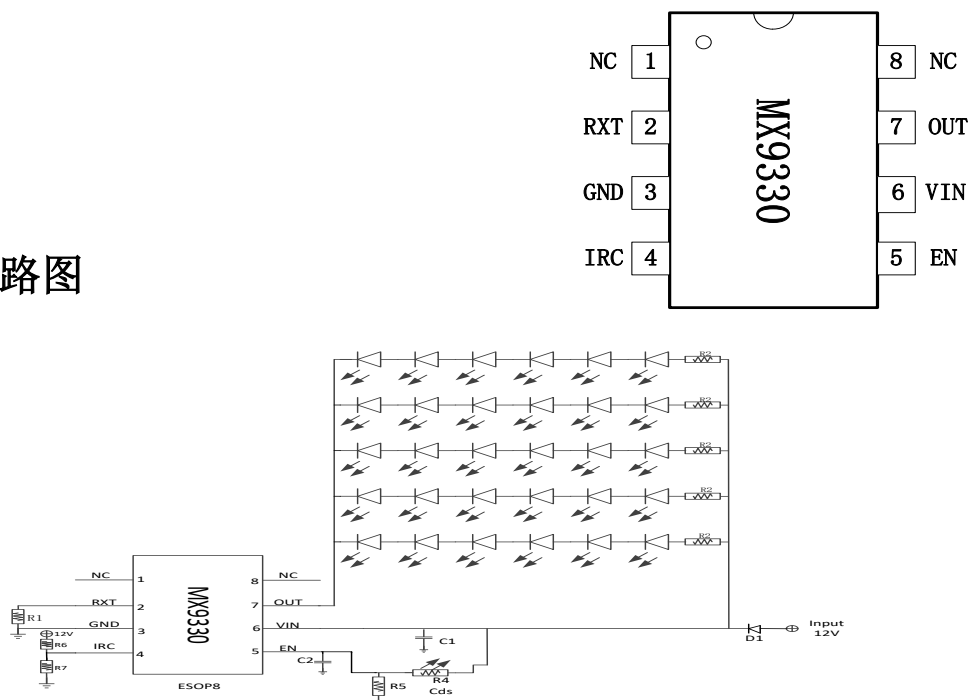 NC 1 8 NC
RXT 2 7 OUT
MX9330
GND 3 6 VIN
IRC 4 5 EN
路图
R2
R2
R2
R2
R2
NC 1 8 NC
RXT 2 7 OUT
R1
MX9330
GND 3 6 VIN
12V
C1
D1
Input
12V
R6
IRC 4 5 EN
C2
R7
R4
R5
Cds
ESOP8